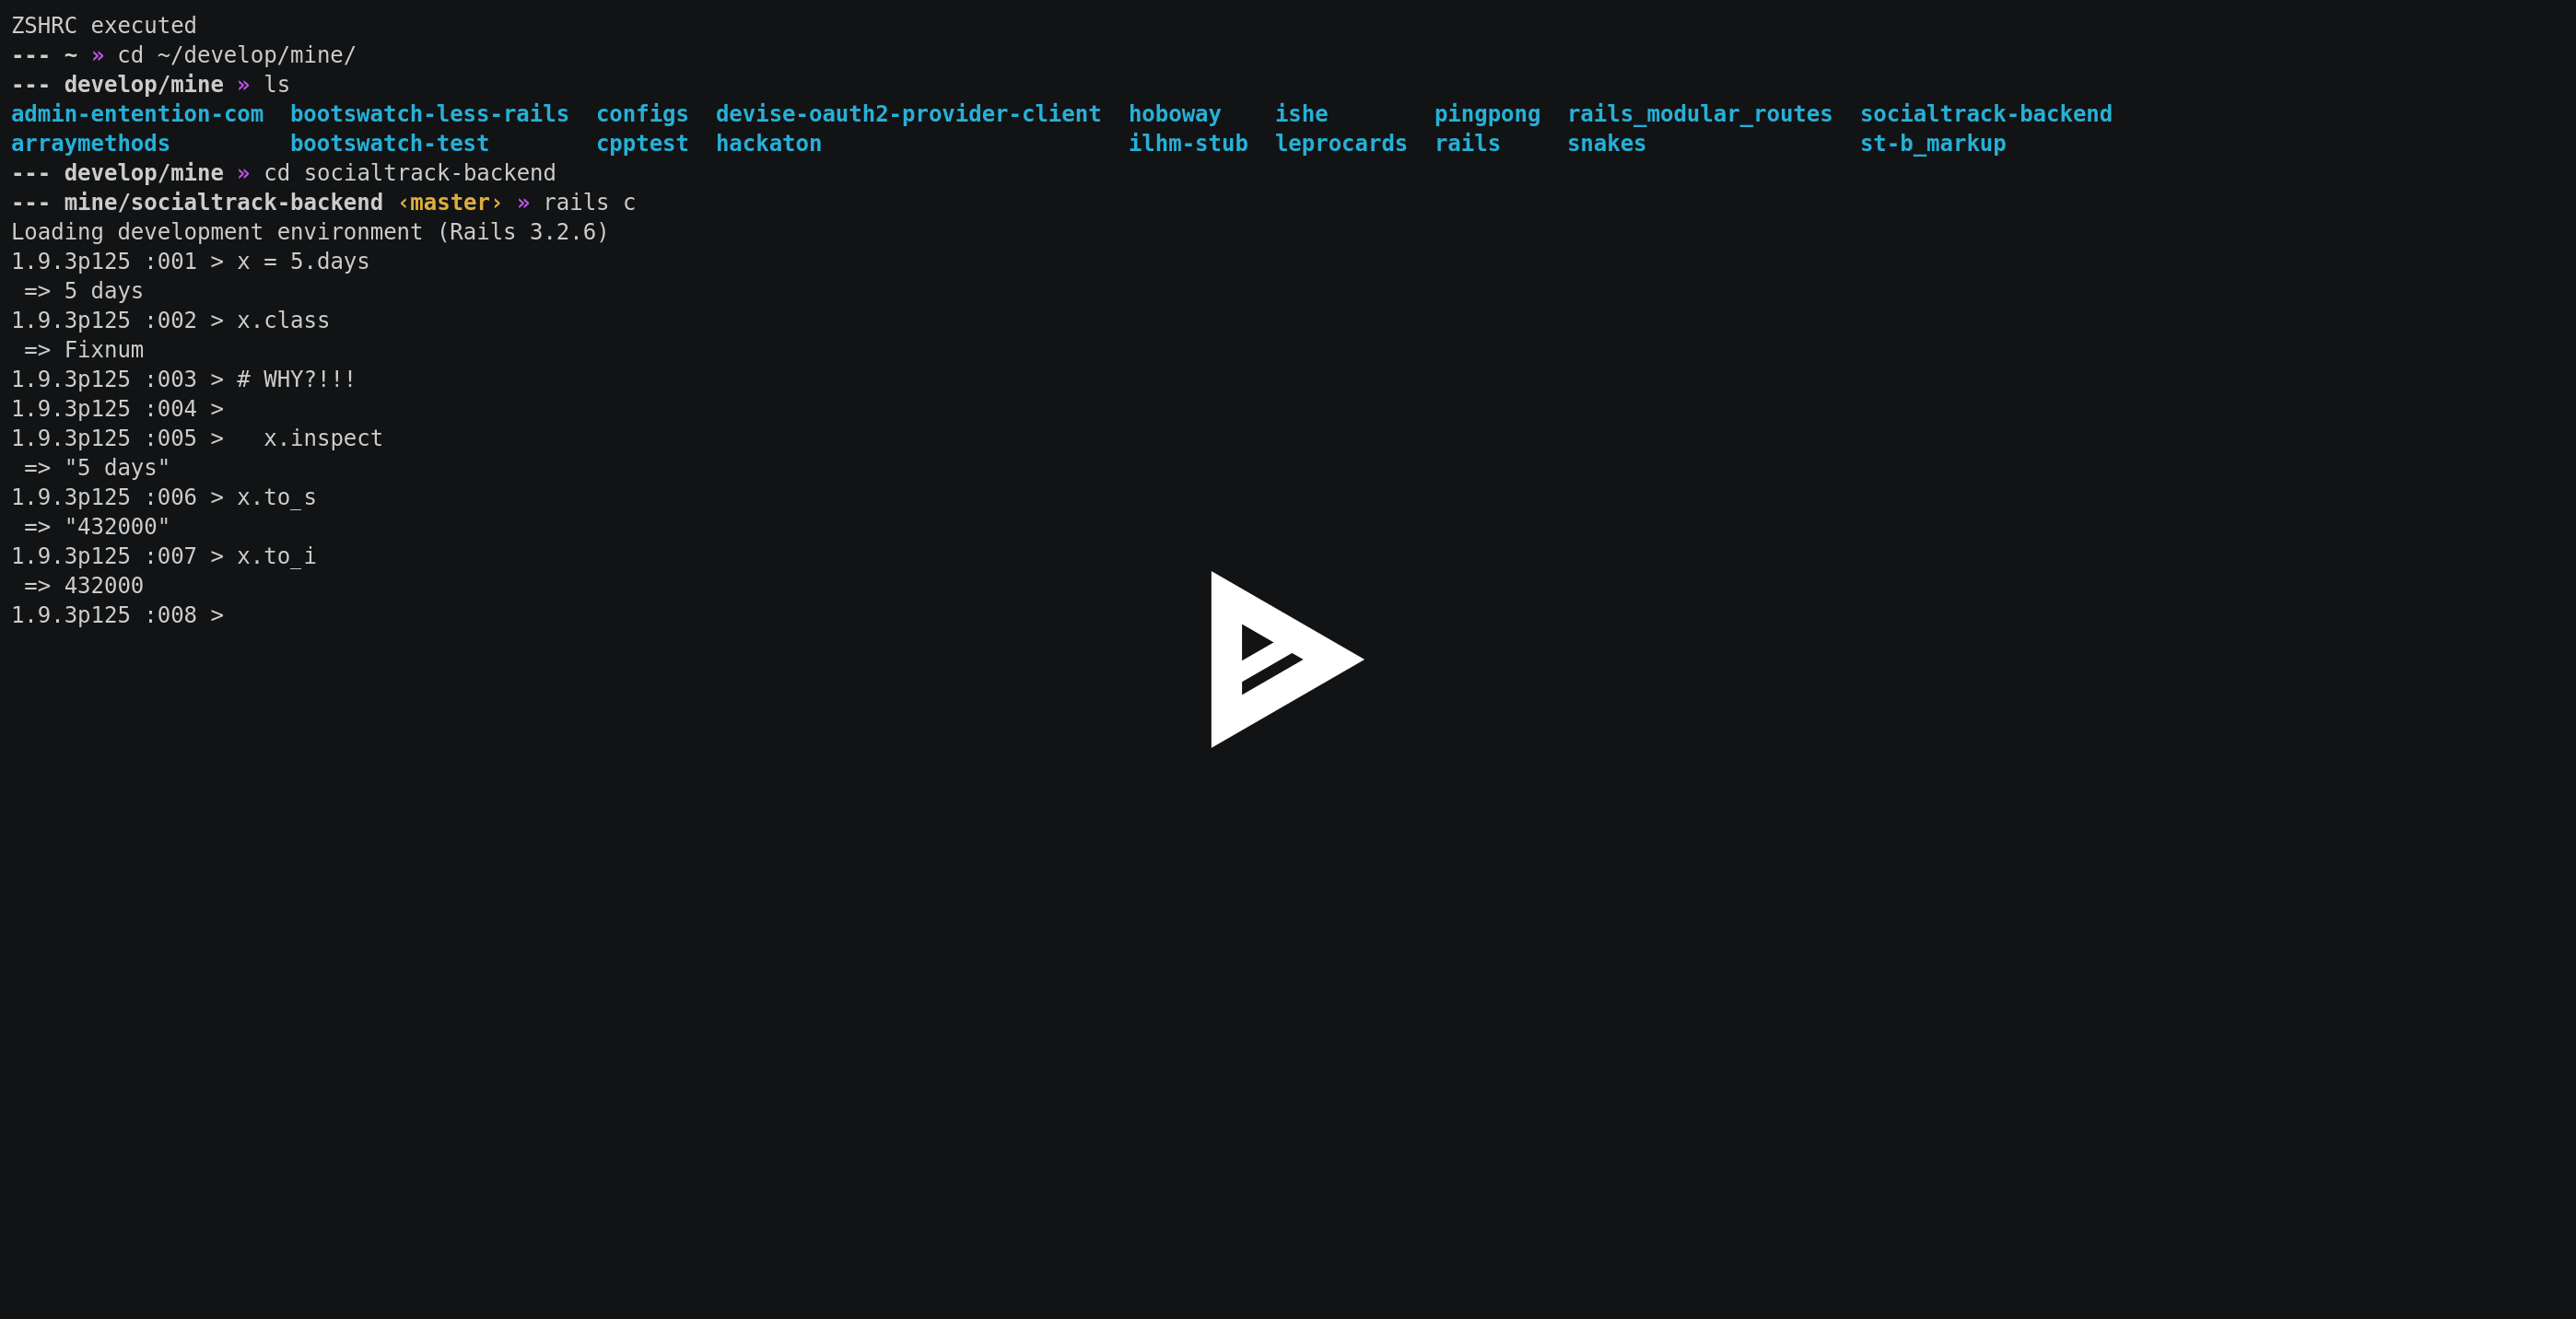 ZSHRC executed
--- ~ » cd ~/develop/mine/
--- develop/mine » ls
admin-entention-com  bootswatch-less-rails  configs  devise-oauth2-provider-client  hoboway    ishe        pingpong  rails_modular_routes  socialtrack-backend
arraymethods         bootswatch-test        cpptest  hackaton                       ilhm-stub  leprocards  rails     snakes                st-b_markup
--- develop/mine » cd socialtrack-backend
--- mine/socialtrack-backend ‹master› » rails c
Loading development environment (Rails 3.2.6)
1.9.3p125 :001 > x = 5.days
 => 5 days
1.9.3p125 :002 > x.class
 => Fixnum
1.9.3p125 :003 > # WHY?!!!
1.9.3p125 :004 >
1.9.3p125 :005 >   x.inspect
 => "5 days"
1.9.3p125 :006 > x.to_s
 => "432000"
1.9.3p125 :007 > x.to_i
 => 432000
1.9.3p125 :008 >